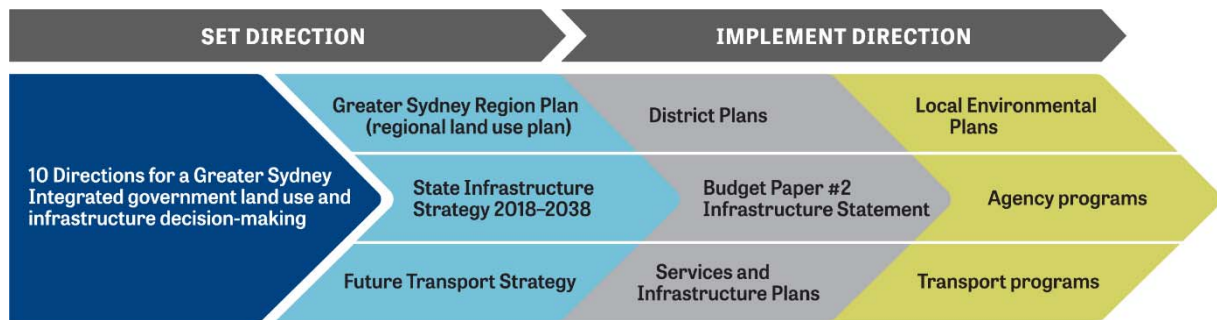 SET DIRECTION
IMPLEMENT DIRECTION
10 Directions for a Greater Sydney
Integrated government land use and
infrastructure decision-making
Greater Sydney Region Plan
(regional land use plan)
District Plans
Local Environmental
Plans
State Infrastructure
Strategy 2018–2038
Budget Paper #2
Infrastructure Statement
Agency programs
Future Transport Strategy
Services and
Infrastructure Plans
Transport programs